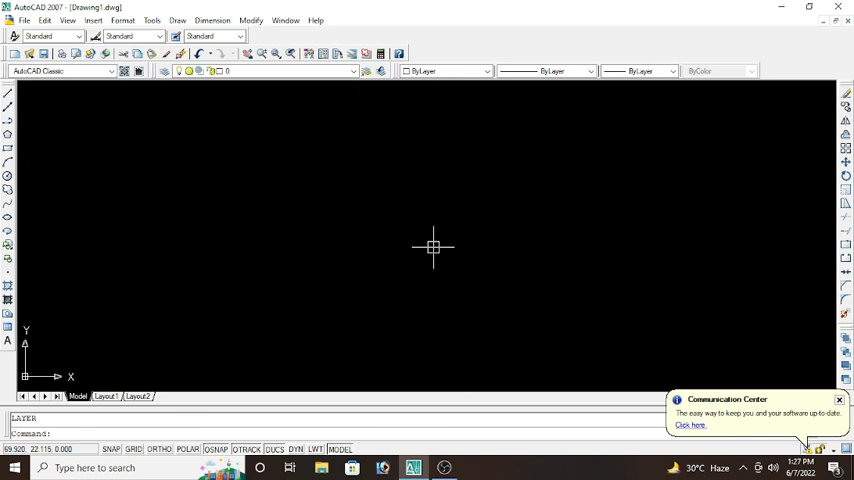 AutoCAD 2007 - [Drawing1.dwg]
File Edit View Insert Format Tools Draw Dimension Modify Window Help
Standard Standard Standard
AutoCAD Classic 0 ByLayer ByLayer ByLayer ByColor
Y
X
Model Layout1 Layout2
Communication Center
The easy way to keep you and your software up-to-date.
Click here.
LAYER
Command:
69.920, 22.115, 0.000 SNAP GRID ORTHO POLAR OSNAP OTRACK DUCS DYN LWT MODEL
Type here to search
30°C Haze
1:27 PM
6/7/2022
3
A